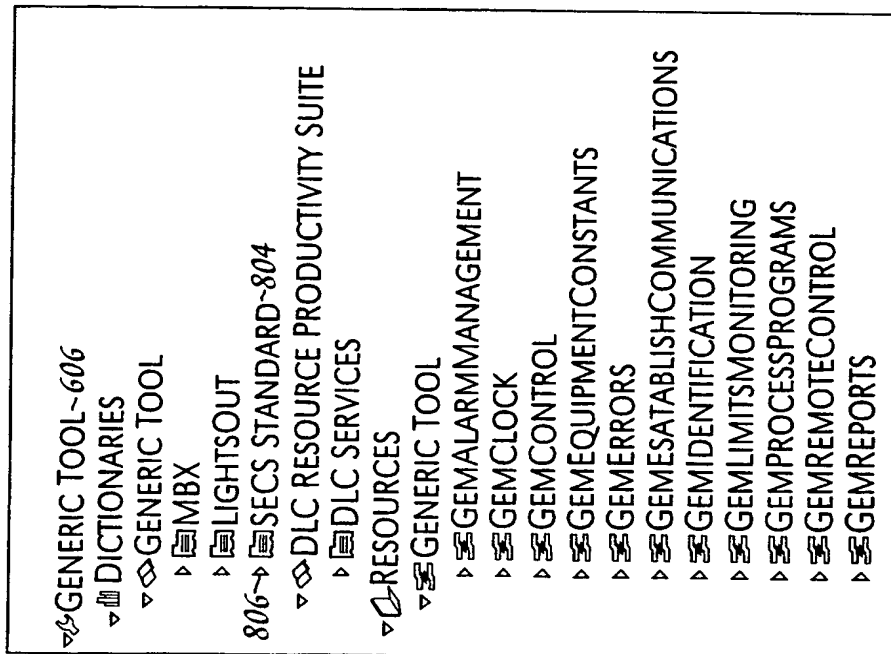 GENERIC TOOL~606
DICTIONARIES
GENERIC TOOL
MBX
LIGHTSOUT
806 SECS STANDARD~804
DLC RESOURCE PRODUCTIVITY SUITE
DLC SERVICES
RESOURCES
GENERIC TOOL
GEMALARMMANAGEMENT
GEMCLOCK
GEMCONTROL
GEMEQUIPMENTCONSTANTS
GEMERRORS
GEMESATABLISHCOMMUNICATIONS
GEMIDENTIFICATION
GEMLIMITSMONITORING
GEMPROCESSPROGRAMS
GEMREMOTECONTROL
GEMREPORTS